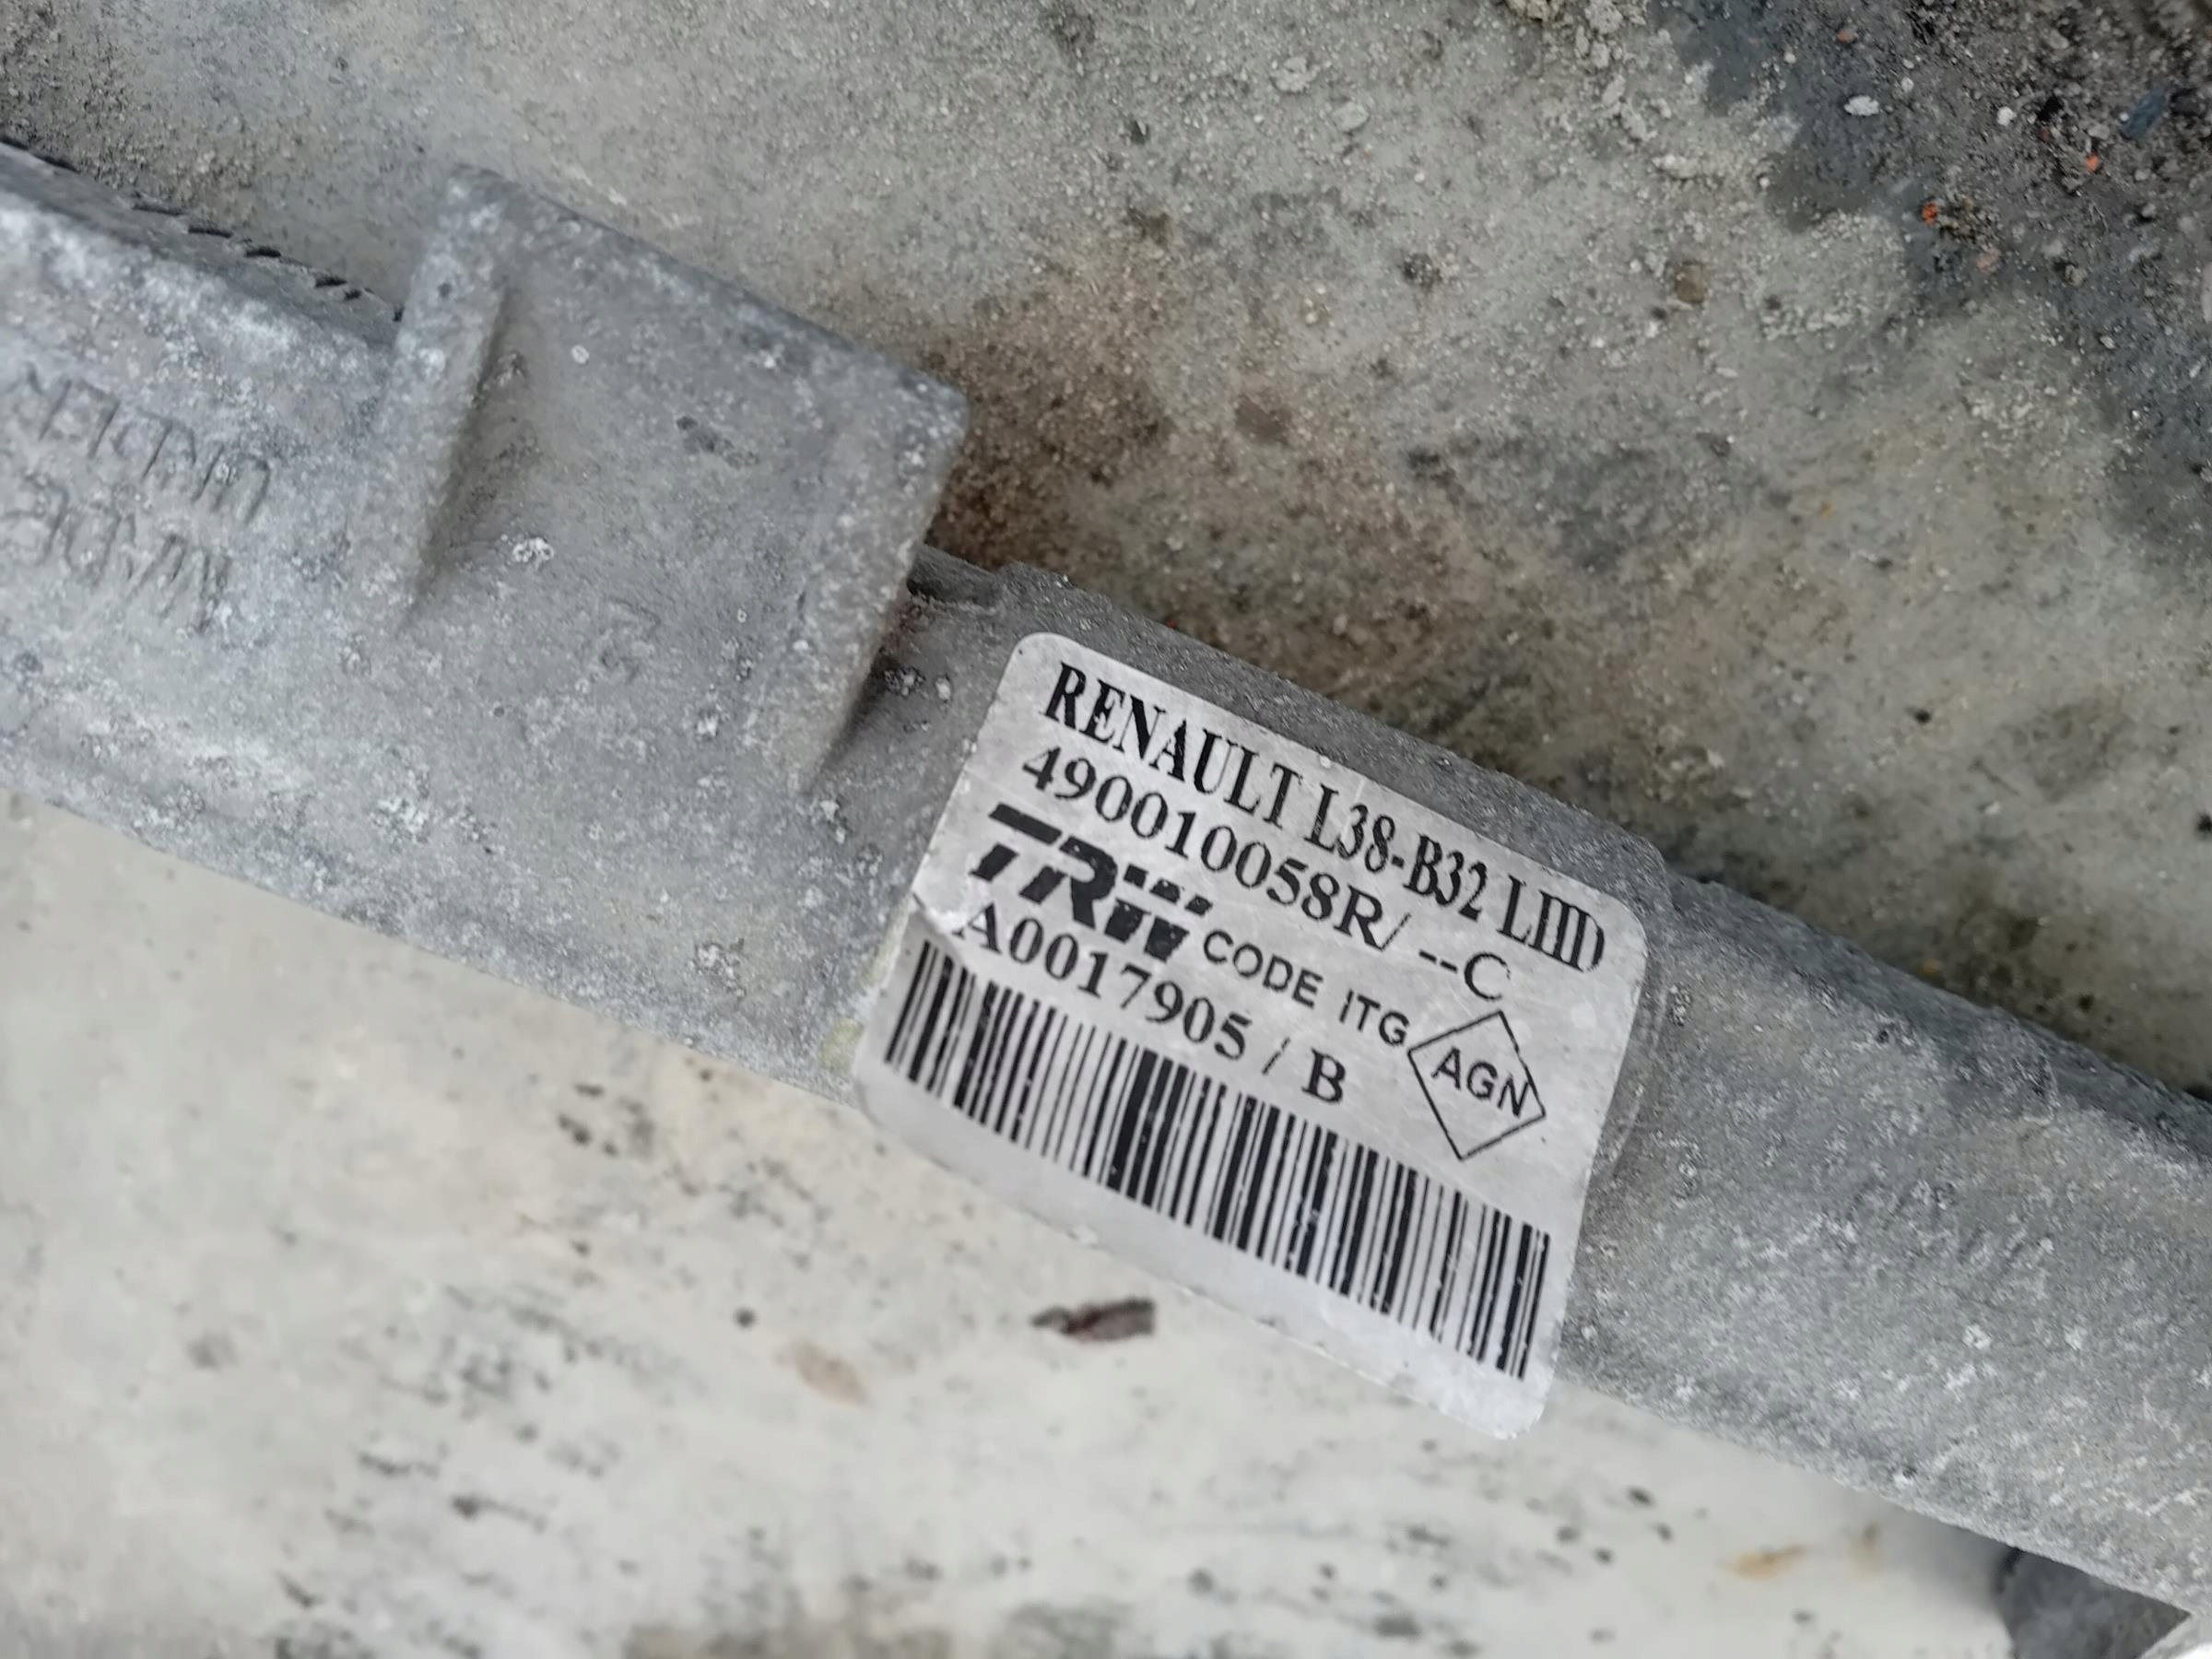 RENAULT L38-B32 LHD
490010058R/ --C
TRW CODE ITG AGN
A0017905 / B